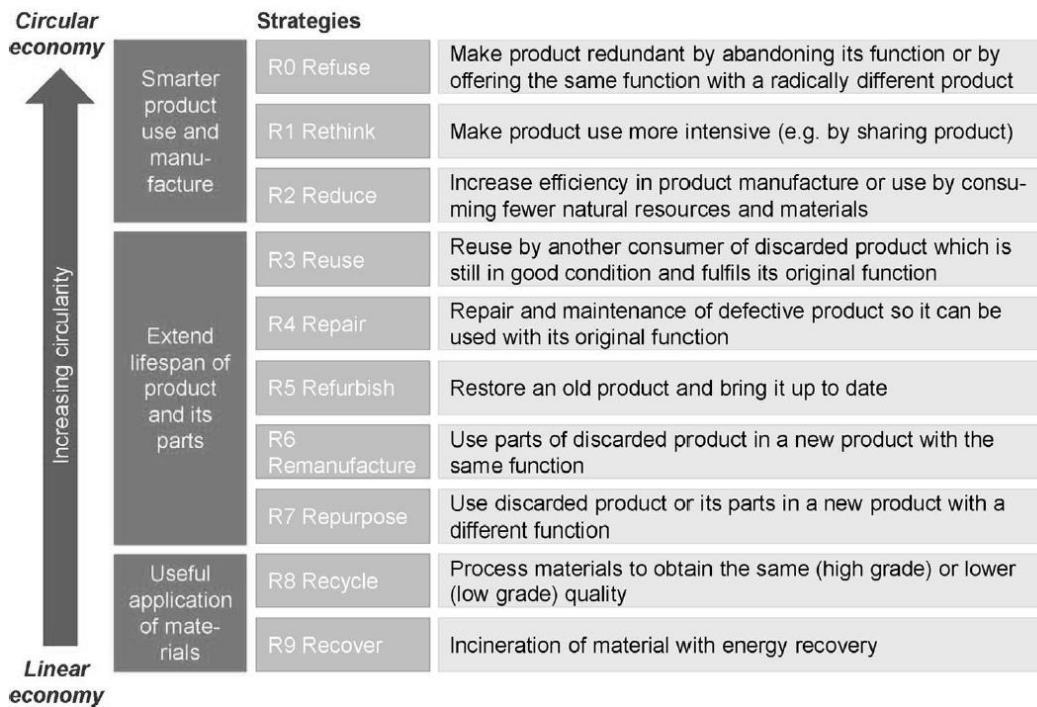 Circular
economy
Strategies
Increasing circularity
Linear
economy
Smarter
product
use and
manu-
facture
R0 Refuse
Make product redundant by abandoning its function or by
offering the same function with a radically different product
R1 Rethink
Make product use more intensive (e.g. by sharing product)
R2 Reduce
Increase efficiency in product manufacture or use by consu-
ming fewer natural resources and materials
Extend
lifespan of
product
and its
parts
R3 Reuse
Reuse by another consumer of discarded product which is
still in good condition and fulfils its original function
R4 Repair
Repair and maintenance of defective product so it can be
used with its original function
R5 Refurbish
Restore an old product and bring it up to date
R6
Remanufacture
Use parts of discarded product in a new product with the
same function
R7 Repurpose
Use discarded product or its parts in a new product with a
different function
Useful
application
of mate-
rials
R8 Recycle
Process materials to obtain the same (high grade) or lower
(low grade) quality
R9 Recover
Incineration of material with energy recovery